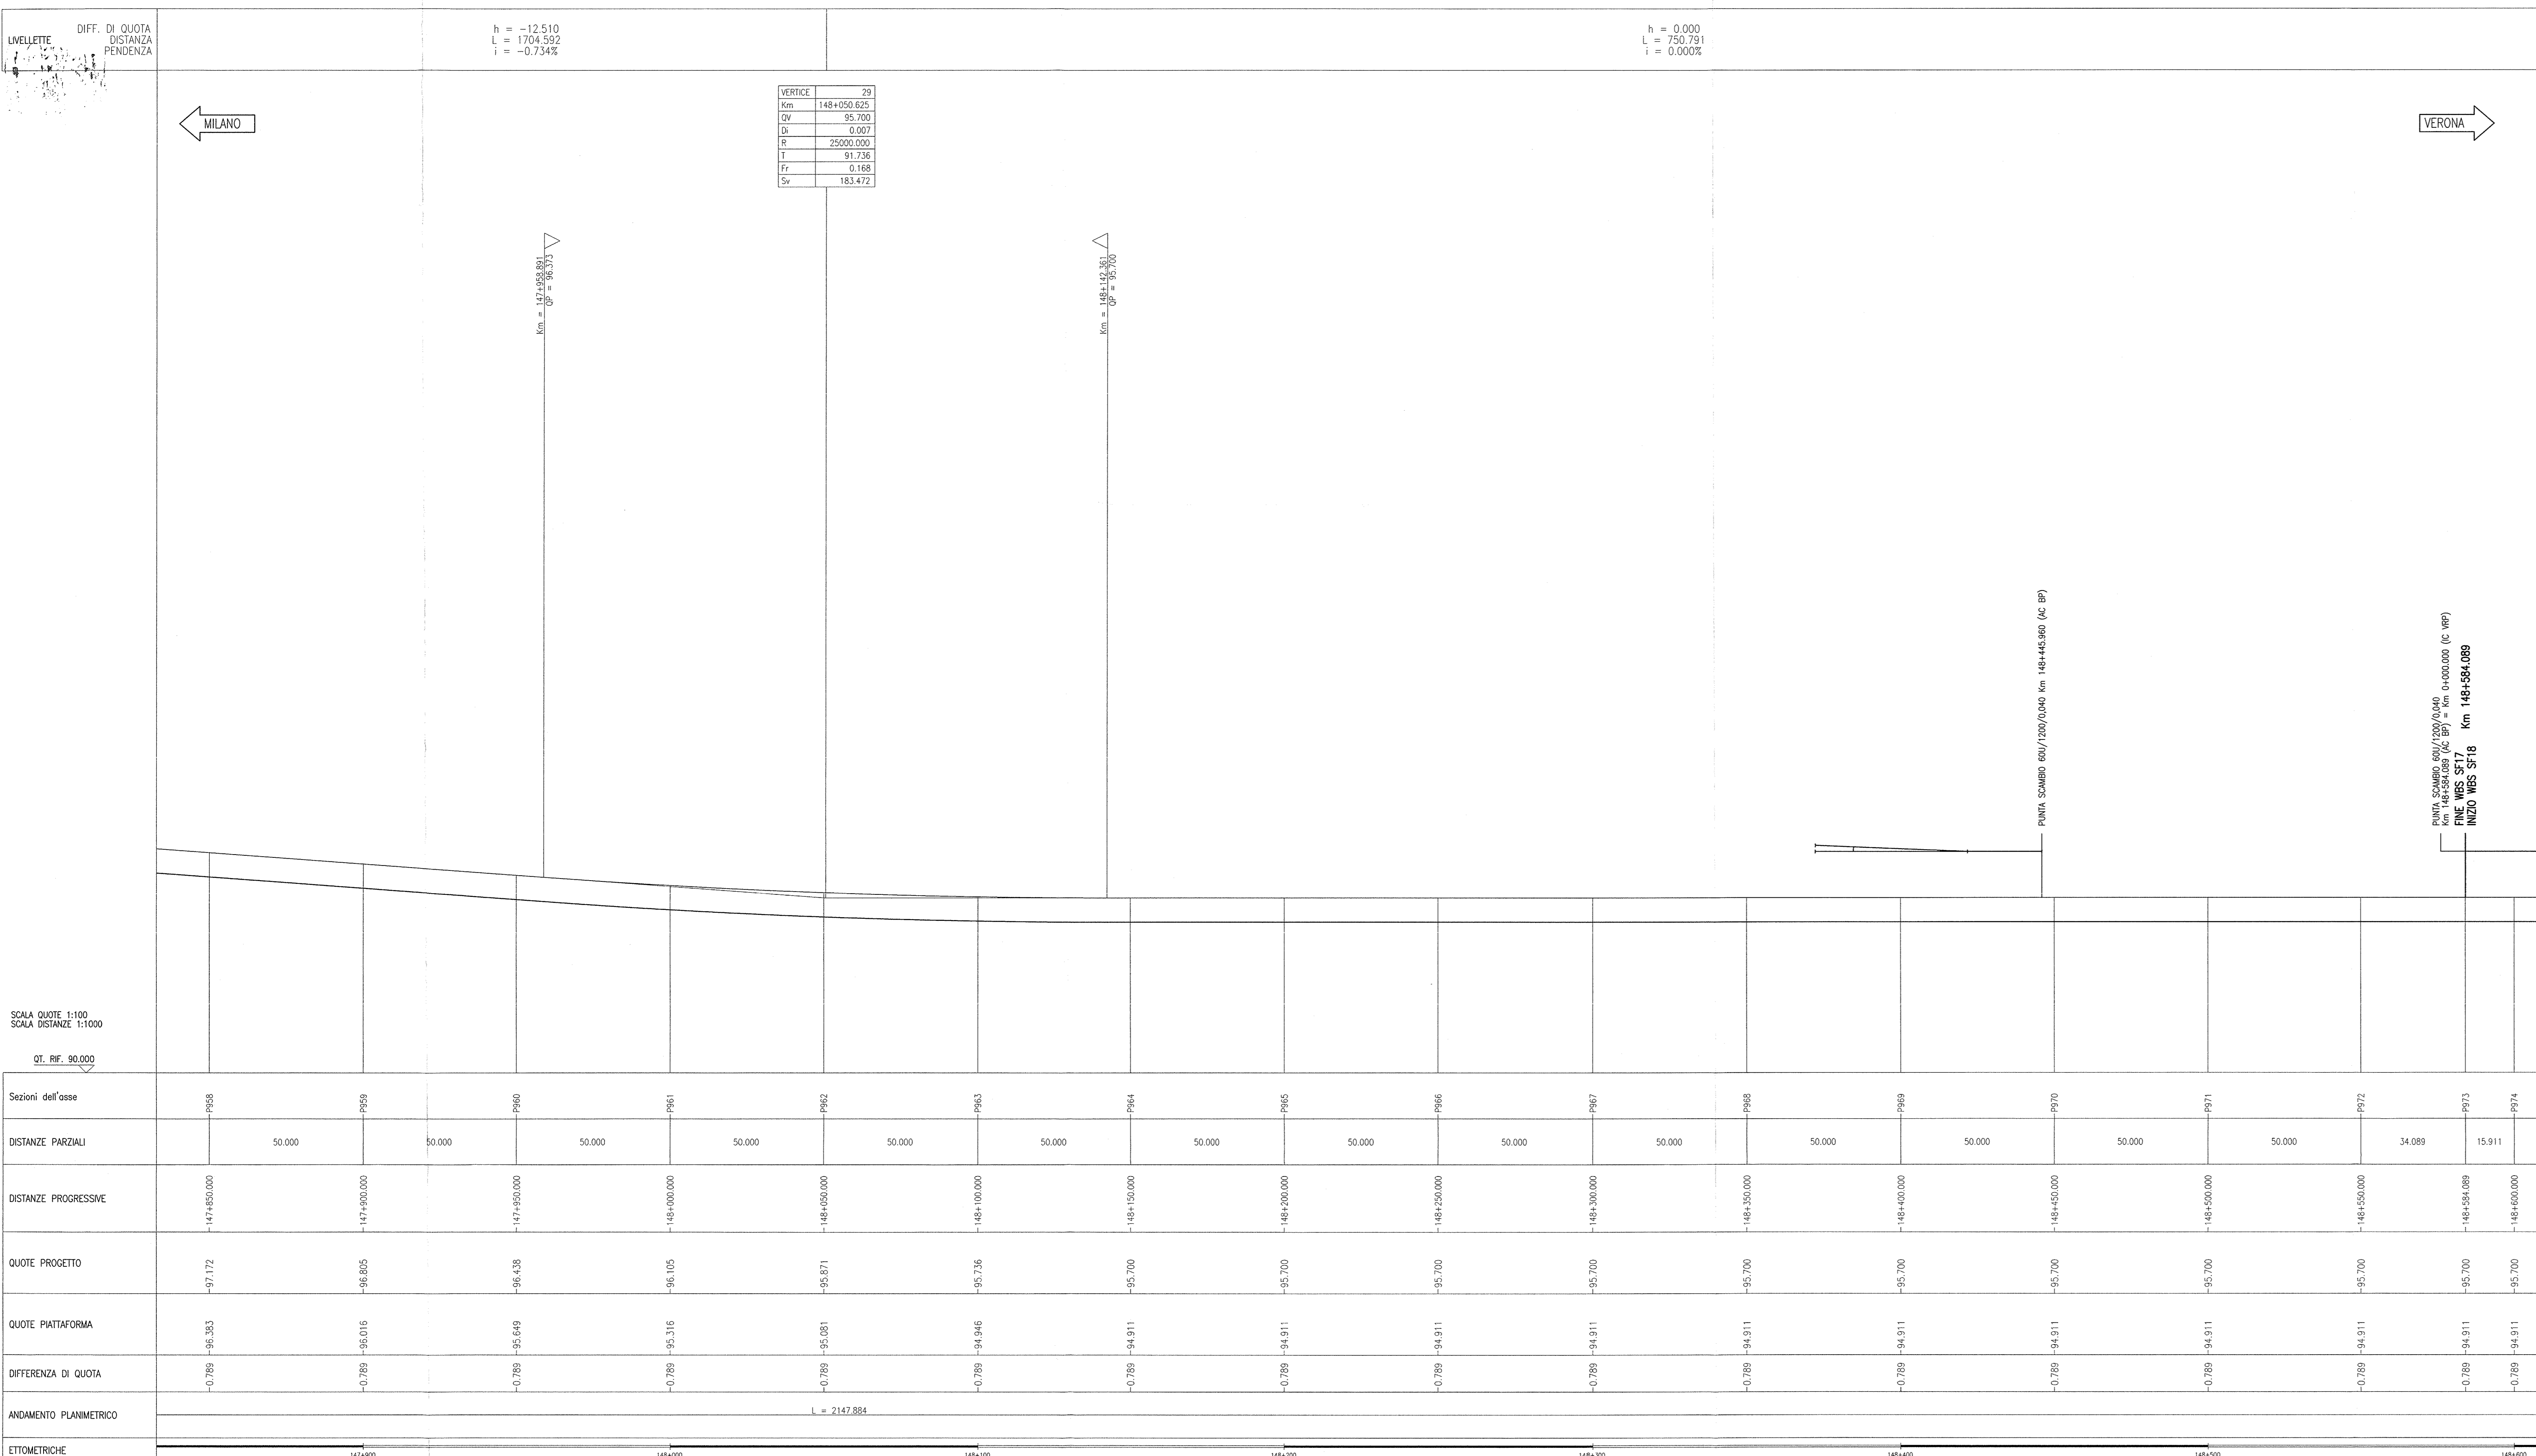 LIVELLETTE
DIFF. DI QUOTA
DISTANZA
PENDENZA
h = -12.510
L = 1704.592
i = -0.734%
h = 0.000
L = 750.791
i = 0.000%
MILANO
VERTICE 29
Km 148+050.625
QV 95.700
Di 0.007
R 25000.000
T 91.736
Fr 0.168
Sv 183.472
VERONA
Km = 147+958.891
QP = 96.373
Km = 148+142.361
QP = 95.700
PUNTA SCAMBIO 60U/1200/0,040 Km 148+445.960 (AC BP)
PUNTA SCAMBIO 60U/1200/0,040
Km 148+584.089 (AC BP) = Km 0+000.000 (IC VRP)
FINE WBS SF17
INIZIO WBS SF18 Km 148+584.089
SCALA QUOTE 1:100
SCALA DISTANZE 1:1000
QT. RIF. 90.000
Sezioni dell'asse P958 P959 P960 P961 P962 P963 P964 P965 P966 P967 P968 P969 P970 P971 P972 P973 P974
DISTANZE PARZIALI 50.000 50.000 50.000 50.000 50.000 50.000 50.000 50.000 50.000 50.000 50.000 50.000 50.000 50.000 34.089 15.911
DISTANZE PROGRESSIVE 147+850.000 147+900.000 147+950.000 148+000.000 148+050.000 148+100.000 148+150.000 148+200.000 148+250.000 148+300.000 148+350.000 148+400.000 148+450.000 148+500.000 148+550.000 148+584.089 148+600.000
QUOTE PROGETTO 97.172 96.805 96.438 96.105 95.871 95.736 95.700 95.700 95.700 95.700 95.700 95.700 95.700 95.700 95.700 95.700 95.700
QUOTE PIATTAFORMA 96.383 96.016 95.649 95.316 95.081 94.946 94.911 94.911 94.911 94.911 94.911 94.911 94.911 94.911 94.911 94.911 94.911
DIFFERENZA DI QUOTA 0.789 0.789 0.789 0.789 0.789 0.789 0.789 0.789 0.789 0.789 0.789 0.789 0.789 0.789 0.789 0.789 0.789
ANDAMENTO PLANIMETRICO L = 2147.884
ETTOMETRICHE 147+900 148+000 148+100 148+200 148+300 148+400 148+500 148+600